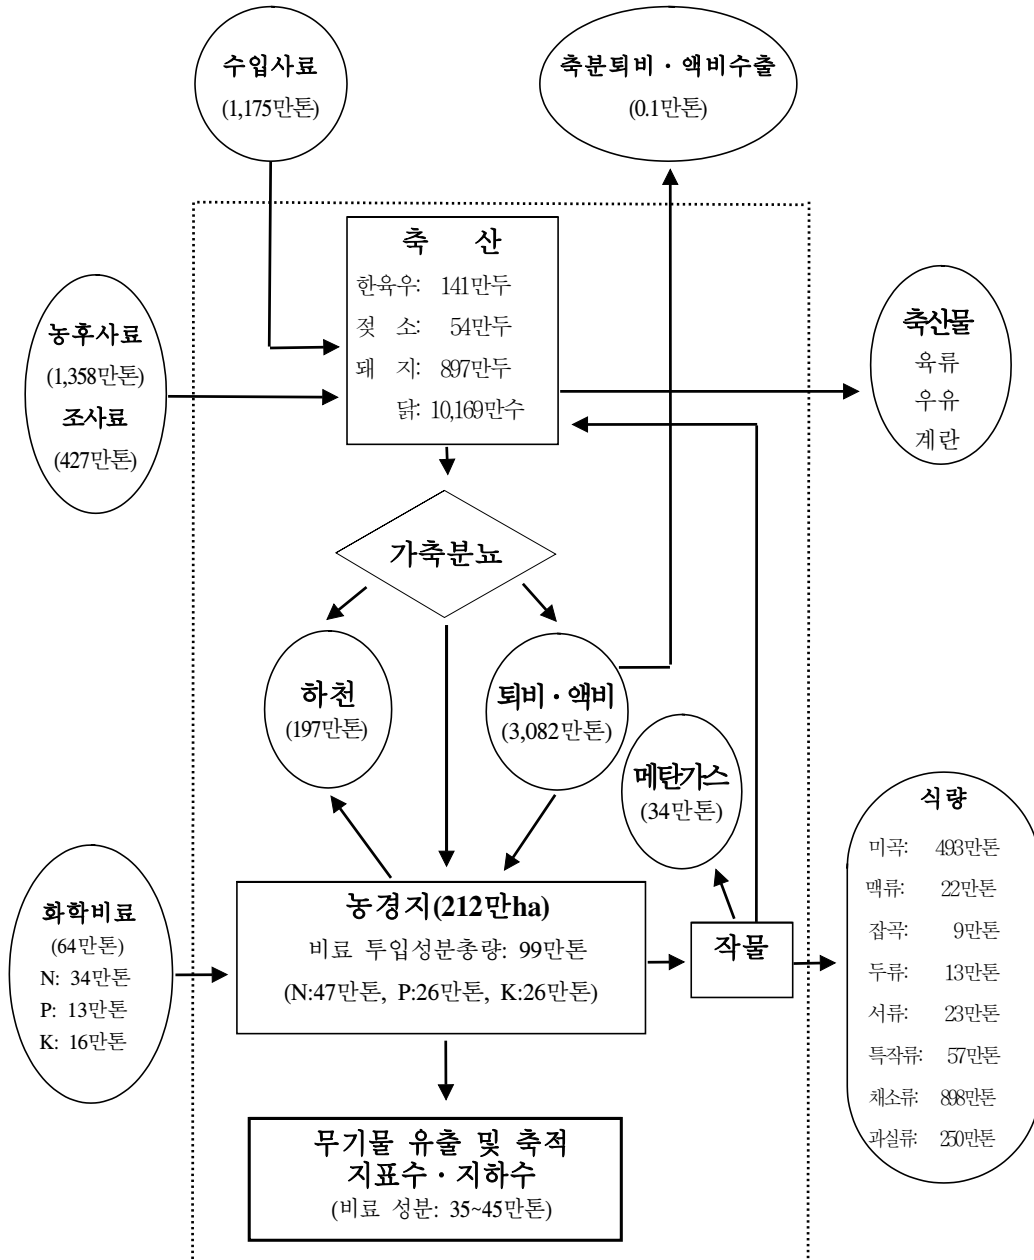 수입사료
(1,175만톤)
축분퇴비 · 액비수출
(0.1만톤)
축 산
한육우: 141만두
젖 소: 54만두
돼 지: 897만두
닭: 10,169만수
농후사료
(1,358만톤)
조사료
(427만톤)
축산물
육류
우유
계란
가축분뇨
하천
(197만톤)
퇴비 · 액비
(3,082만톤)
메탄가스
(34만톤)
화학비료
(64만톤)
N: 34만톤
P: 13만톤
K: 16만톤
농경지(212만ha)
비료 투입성분총량: 99만톤
(N:47만톤, P:26만톤, K:26만톤)
작물
식량
미곡: 493만톤
맥류: 22만톤
잡곡: 9만톤
두류: 13만톤
서류: 23만톤
특작류: 57만톤
채소류: 898만톤
과실류: 250만톤
무기물 유출 및 축적
지표수 · 지하수
(비료 성분: 35~45만톤)